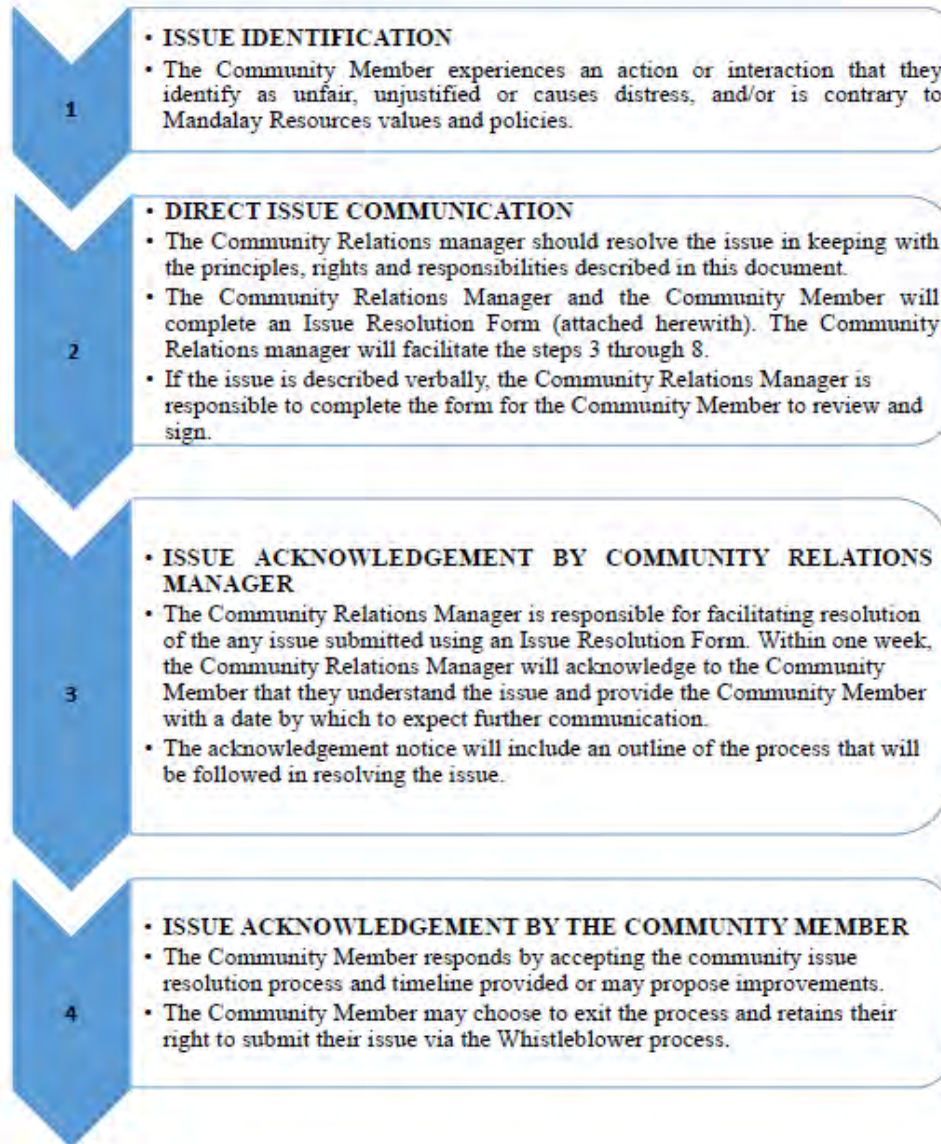 1
• ISSUE IDENTIFICATION
• The Community Member experiences an action or interaction that they
identify as unfair, unjustified or causes distress, and/or is contrary to
Mandalay Resources values and policies.
2
• DIRECT ISSUE COMMUNICATION
• The Community Relations manager should resolve the issue in keeping with
the principles, rights and responsibilities described in this document.
• The Community Relations Manager and the Community Member will
complete an Issue Resolution Form (attached herewith). The Community
Relations manager will facilitate the steps 3 through 8.
• If the issue is described verbally, the Community Relations Manager is
responsible to complete the form for the Community Member to review and
sign.
3
• ISSUE ACKNOWLEDGEMENT BY COMMUNITY RELATIONS
MANAGER
• The Community Relations Manager is responsible for facilitating resolution
of the any issue submitted using an Issue Resolution Form. Within one week,
the Community Relations Manager will acknowledge to the Community
Member that they understand the issue and provide the Community Member
with a date by which to expect further communication.
• The acknowledgement notice will include an outline of the process that will
be followed in resolving the issue.
4
• ISSUE ACKNOWLEDGEMENT BY THE COMMUNITY MEMBER
• The Community Member responds by accepting the community issue
resolution process and timeline provided or may propose improvements.
• The Community Member may choose to exit the process and retains their
right to submit their issue via the Whistleblower process.